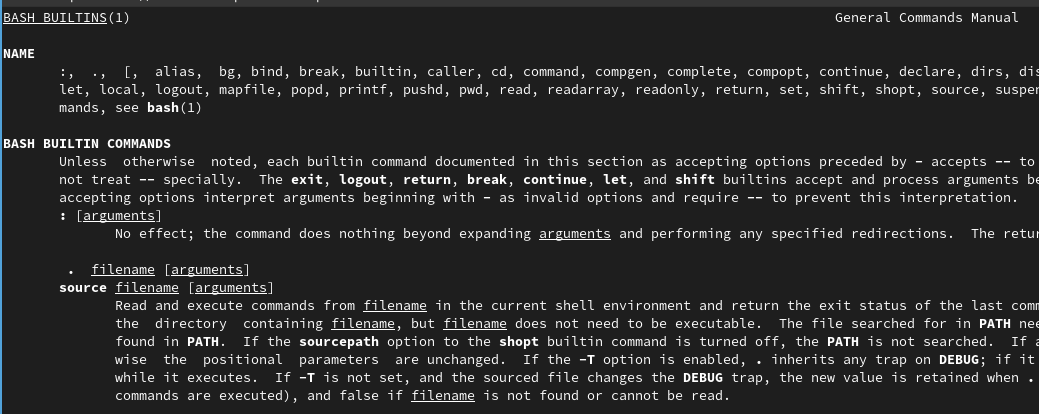 BASH BUILTINS(1) General Commands Manual
NAME
:, ., [, alias, bg, bind, break, builtin, caller, cd, command, compgen, complete, compopt, continue, declare, dirs,
let, local, logout, mapfile, popd, printf, pushd, pwd, read, readarray, readonly, return, set, shift, shopt, source,
mands, see bash(1)
BASH BUILTIN COMMANDS
Unless otherwise noted, each builtin command documented in this section as accepting options preceded by - accepts -- to
not treat -- specially. The exit, logout, return, break, continue, let, and shift builtins accept and process arguments
accepting options interpret arguments beginning with - as invalid options and require -- to prevent this interpretation.
: [arguments]
No effect; the command does nothing beyond expanding arguments and performing any specified redirections. The
. filename [arguments]
source filename [arguments]
Read and execute commands from filename in the current shell environment and return the exit status of the last
the directory containing filename, but filename does not need to be executable. The file searched for in PATH
found in PATH. If the sourcepath option to the shopt builtin command is turned off, the PATH is not searched. If
wise the positional parameters are unchanged. If the -T option is enabled, . inherits any trap on DEBUG; if it
while it executes. If -T is not set, and the sourced file changes the DEBUG trap, the new value is retained when .
commands are executed), and false if filename is not found or cannot be read.